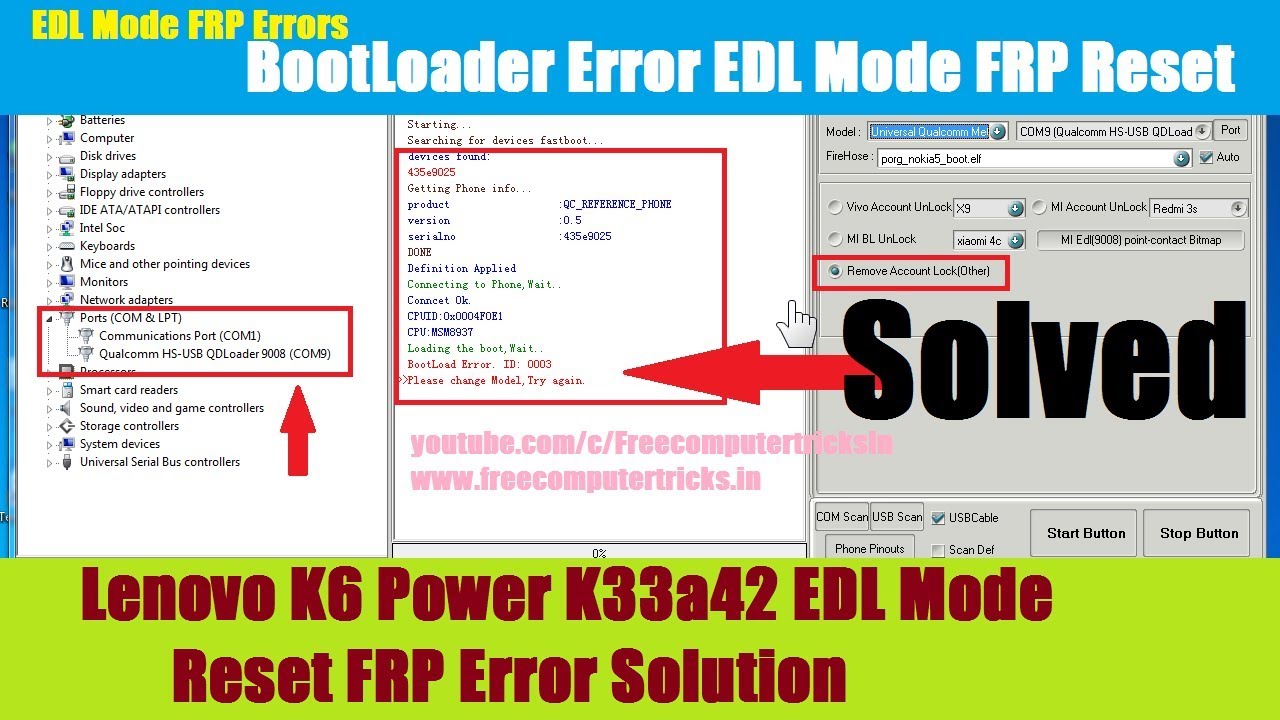 EDL Mode FRP Errors
BootLoader Error EDL Mode FRP Reset
Batteries
Computer
Disk drives
Display adapters
Floppy drive controllers
IDE ATA/ATAPI controllers
Intel Soc
Keyboards
Mice and other pointing devices
Monitors
Network adapters
Ports (COM & LPT)
Communications Port (COM1)
Qualcomm HS-USB QDLoader 9008 (COM9)
Processors
Smart card readers
Sound, video and game controllers
Storage controllers
System devices
Universal Serial Bus controllers
Starting...
Searching for devices fastboot...
devices found:
435e9025
Getting Phone info...
product :QC_REFERENCE_PHONE
version :0.5
serialno :435e9025
DONE
Definition Applied
Connecting to Phone,Wait..
Conncet Ok.
CPUID:0x0004F0E1
CPU:MSM8937
Loading the boot,Wait..
BootLoad Error. ID: 0003
>>Please change Model,Try again.
youtube.com/c/FreecomputertricksIn
www.freecomputertricks.in
0%
Model : Universal Qualcomm Mel COM9 (Qualcomm HS-USB QDLoad Port
FireHose : porg_nokia5_boot.elf Auto
Vivo Account UnLock X9 MI Account UnLock Redmi 3s
MI BL UnLock xiaomi 4c MI Edl(9008) point-contact Bitmap
Remove Account Lock(Other)
Solved
COM Scan USB Scan USBCable
Phone Pinouts Scan Def
Start Button Stop Button
Lenovo K6 Power K33a42 EDL Mode
Reset FRP Error Solution